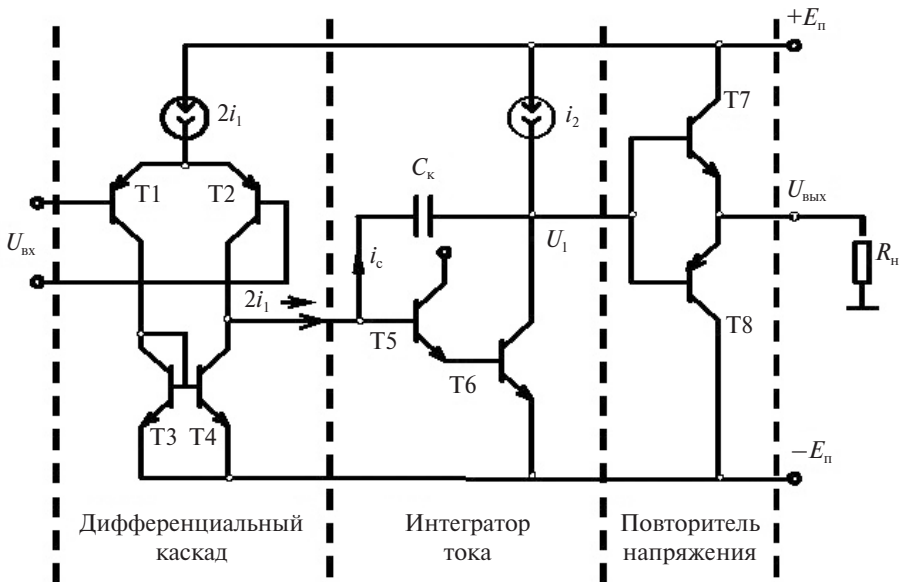 +Eп
T7
2i₁
i₂
Cк
T1
T2
Uвых
Uвх
U₁
iс
Rн
2i₁
T5
T8
T6
T3
T4
−Eп
Дифференциальный
каскад
Интегратор
тока
Повторитель
напряжения